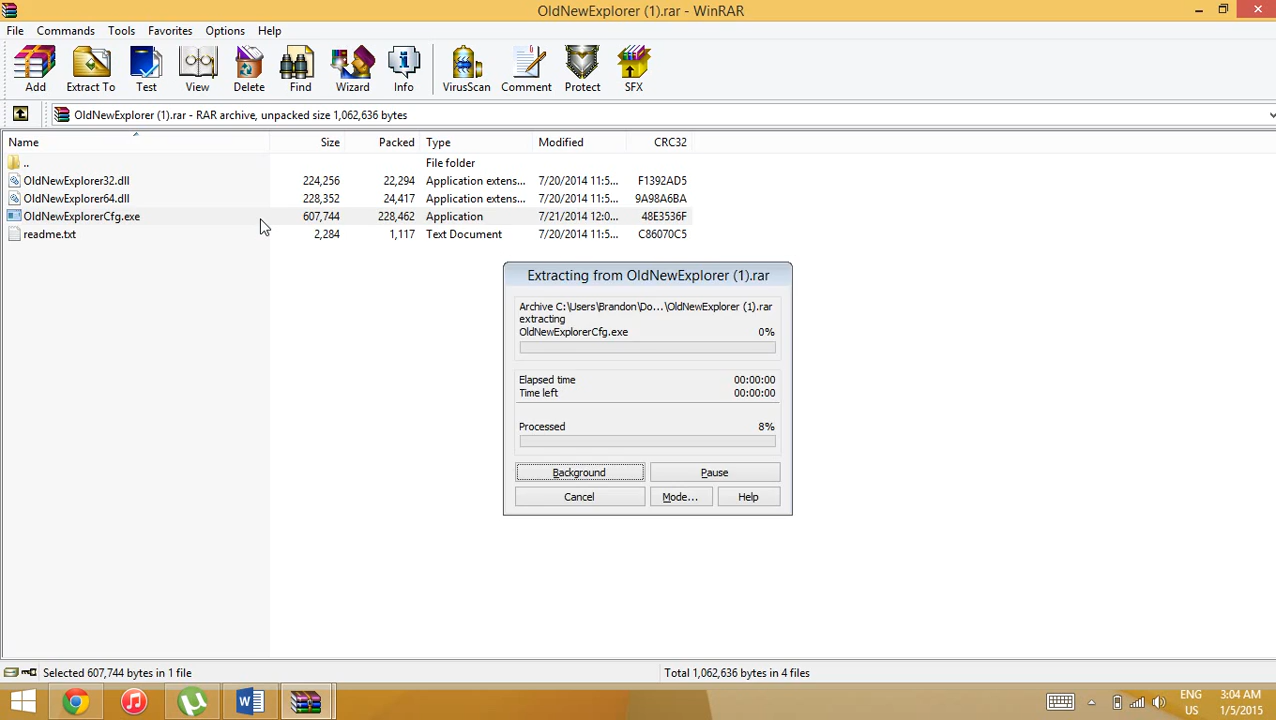 OldNewExplorer (1).rar - WinRAR
File Commands Tools Favorites Options Help
Add Extract To Test View Delete Find Wizard Info VirusScan Comment Protect SFX
OldNewExplorer (1).rar - RAR archive, unpacked size 1,062,636 bytes
Name Size Packed Type Modified CRC32
.. File folder
OldNewExplorer32.dll 224,256 22,294 Application extens... 7/20/2014 11:5... F1392AD5
OldNewExplorer64.dll 228,352 24,417 Application extens... 7/20/2014 11:5... 9A98A6BA
OldNewExplorerCfg.exe 607,744 228,462 Application 7/21/2014 12:0... 48E3536F
readme.txt 2,284 1,117 Text Document 7/20/2014 11:5... C86070C5
Extracting from OldNewExplorer (1).rar
Archive C:\Users\Brandon\Do...\OldNewExplorer (1).rar
extracting
OldNewExplorerCfg.exe 0%
Elapsed time 00:00:00
Time left 00:00:00
Processed 8%
Background Pause
Cancel Mode... Help
Selected 607,744 bytes in 1 file Total 1,062,636 bytes in 4 files
ENG 3:04 AM
US 1/5/2015